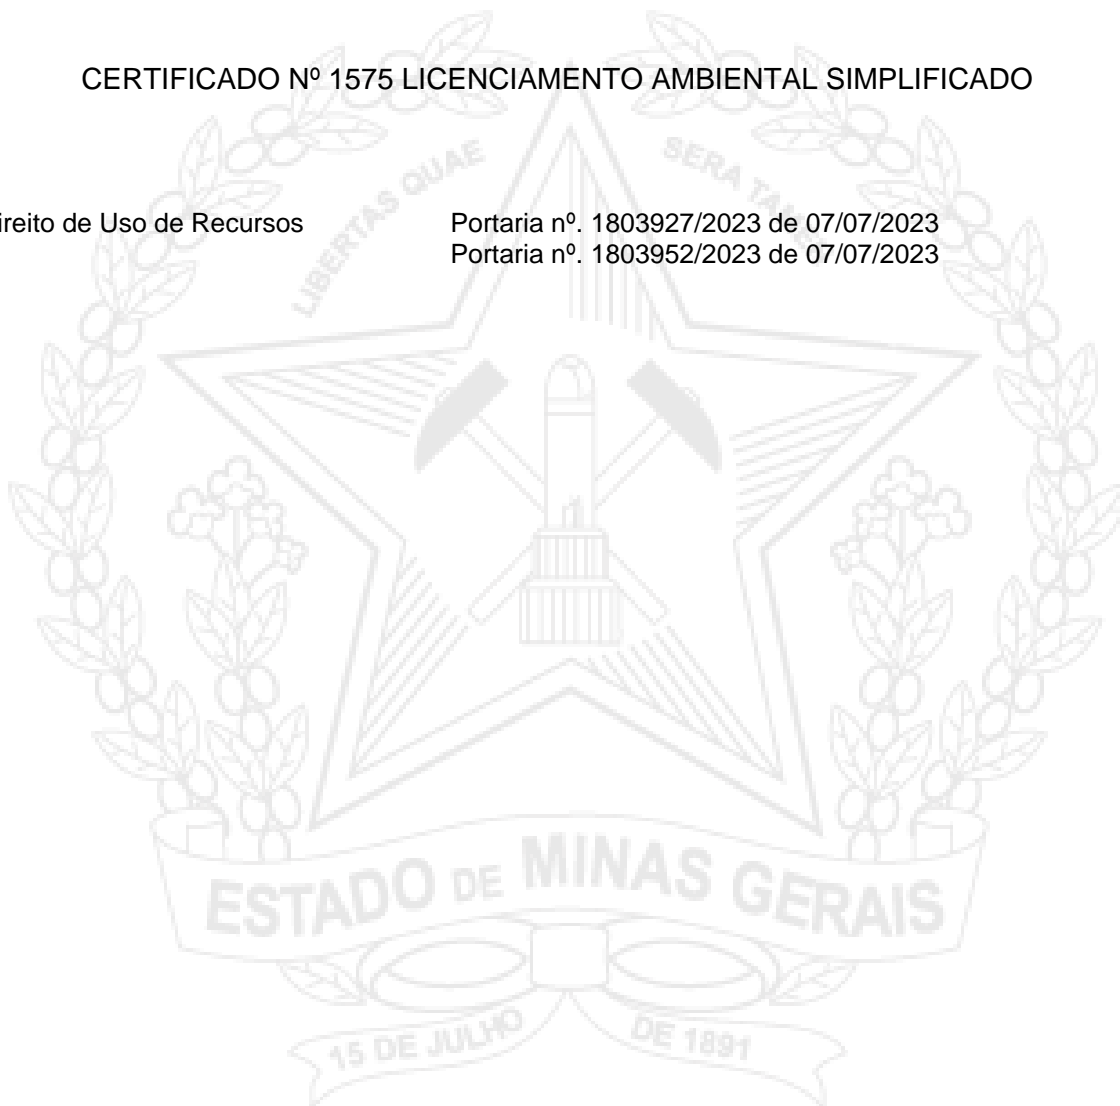 CERTIFICADO Nº 1575 LICENCIAMENTO AMBIENTAL SIMPLIFICADO
LIBERTAS QUAE SERA TAMEN
ireito de Uso de Recursos Portaria nº. 1803927/2023 de 07/07/2023
Portaria nº. 1803952/2023 de 07/07/2023
ESTADO DE MINAS GERAIS
15 DE JULHO DE 1891